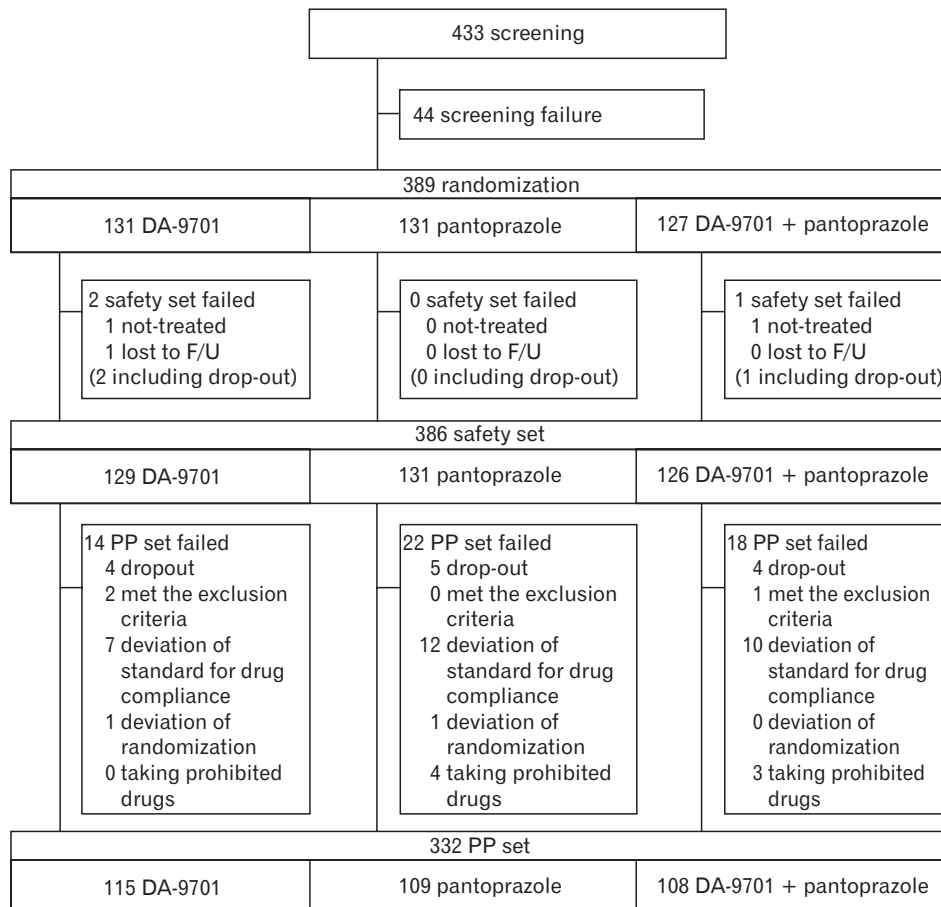 433 screening
44 screening failure
389 randomization
131 DA-9701
131 pantoprazole
127 DA-9701 + pantoprazole
2 safety set failed
1 not-treated
1 lost to F/U
(2 including drop-out)
0 safety set failed
0 not-treated
0 lost to F/U
(0 including drop-out)
1 safety set failed
1 not-treated
0 lost to F/U
(1 including drop-out)
386 safety set
129 DA-9701
131 pantoprazole
126 DA-9701 + pantoprazole
14 PP set failed
4 dropout
2 met the exclusion
criteria
7 deviation of
standard for drug
compliance
1 deviation of
randomization
0 taking prohibited
drugs
22 PP set failed
5 drop-out
0 met the exclusion
criteria
12 deviation of
standard for drug
compliance
1 deviation of
randomization
4 taking prohibited
drugs
18 PP set failed
4 drop-out
1 met the exclusion
criteria
10 deviation of
standard for drug
compliance
0 deviation of
randomization
3 taking prohibited
drugs
332 PP set
115 DA-9701
109 pantoprazole
108 DA-9701 + pantoprazole